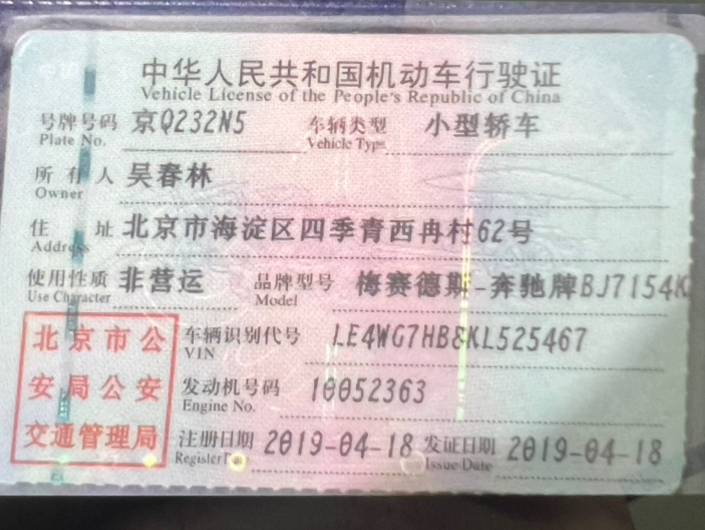 中华人民共和国机动车行驶证
Vehicle License of the People's Republic of China
号牌号码 京Q232N5 车辆类型 小型轿车
Plate No. Vehicle Type
所有人 吴春林
Owner
住址 北京市海淀区四季青西冉村62号
Address
使用性质 非营运 品牌型号 梅赛德斯-奔驰牌BJ7154K
Use Character Model
北京市公 车辆识别代号 LE4WG7HB8KL525467
VIN
安局公安 发动机号码 10052363
Engine No.
交通管理局 注册日期 2019-04-18 发证日期 2019-04-18
Register Issue Date